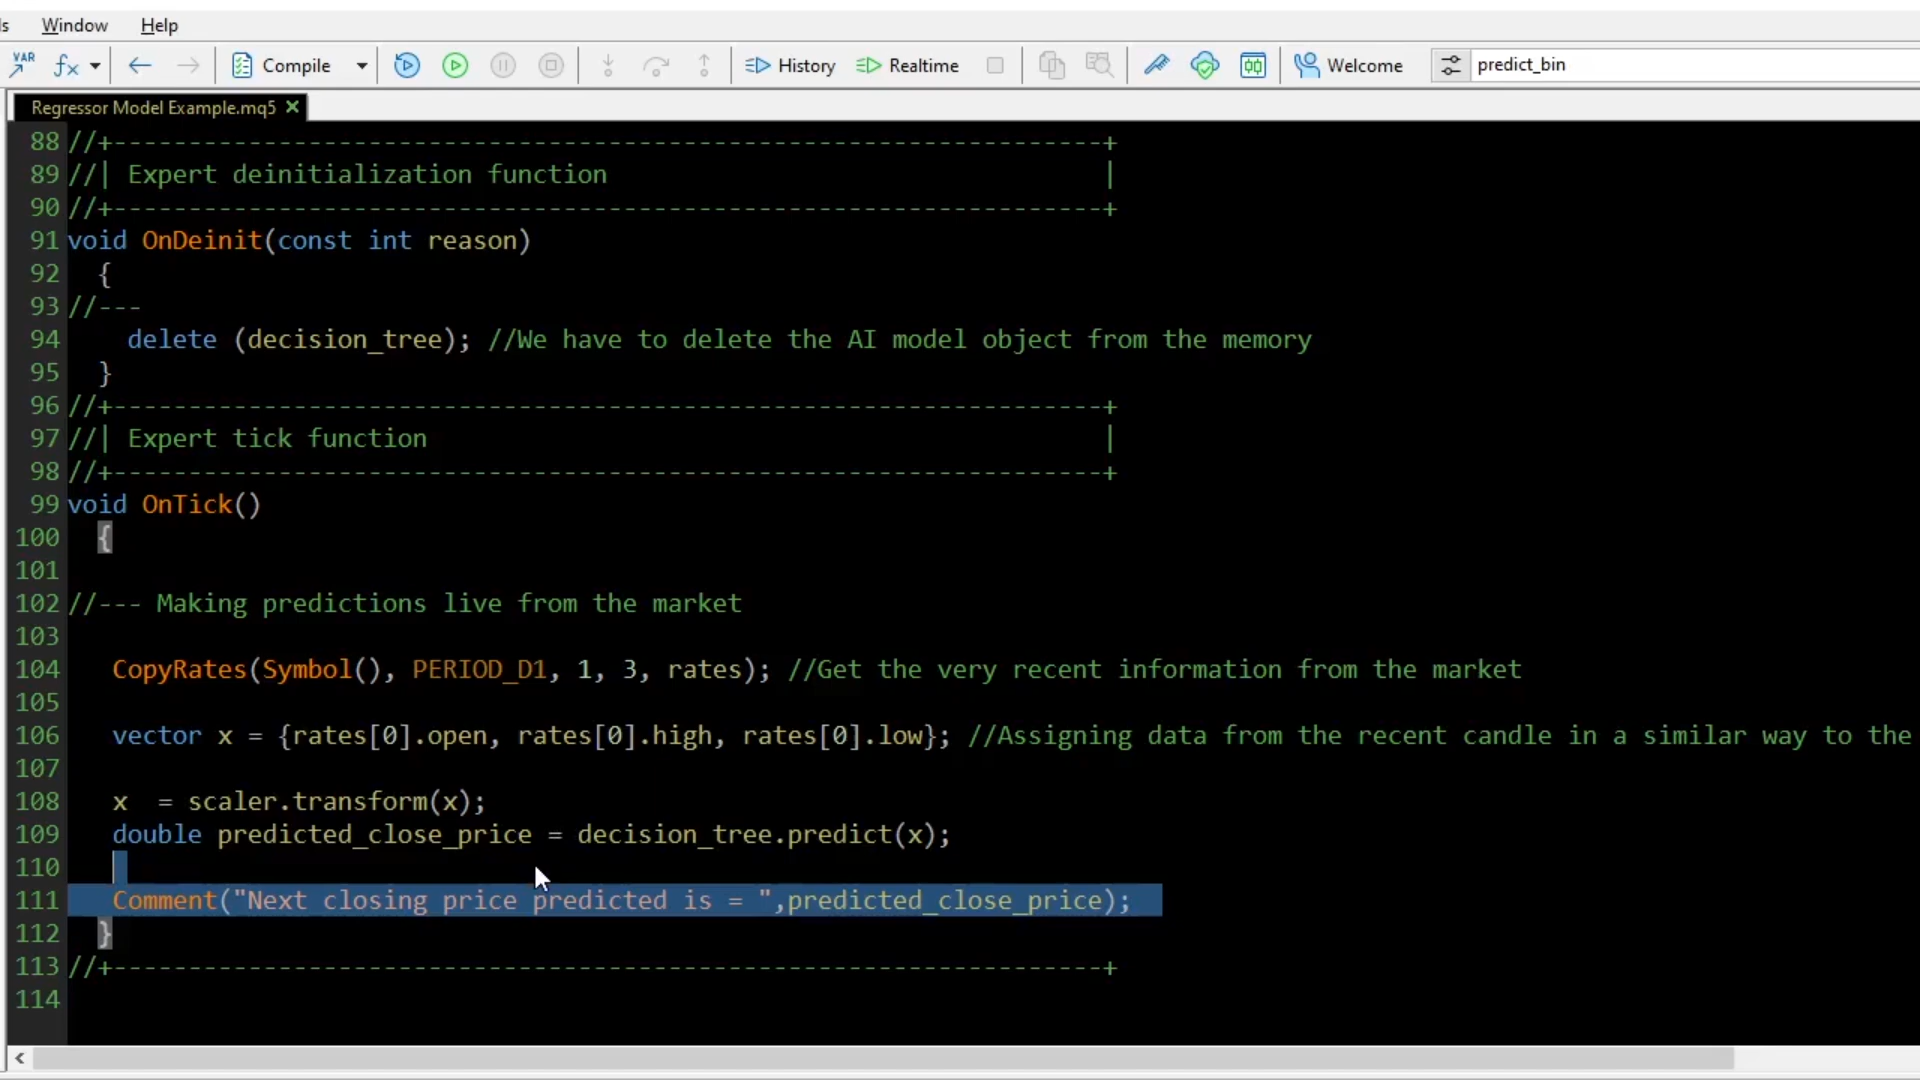 s Window Help
VAR fx Compile History Realtime Welcome predict_bin
Regressor Model Example.mq5
88 //+------------------------------------------------------------------+
89 //| Expert deinitialization function                                 |
90 //+------------------------------------------------------------------+
91 void OnDeinit(const int reason)
92 {
93 //---
94 delete (decision_tree); //We have to delete the AI model object from the memory
95 }
96 //+------------------------------------------------------------------+
97 //| Expert tick function                                             |
98 //+------------------------------------------------------------------+
99 void OnTick()
100 {
101
102 //--- Making predictions live from the market
103
104 CopyRates(Symbol(), PERIOD_D1, 1, 3, rates); //Get the very recent information from the market
105
106 vector x = {rates[0].open, rates[0].high, rates[0].low}; //Assigning data from the recent candle in a similar way to the
107
108 x  = scaler.transform(x);
109 double predicted_close_price = decision_tree.predict(x);
110
111 Comment("Next closing price predicted is = ",predicted_close_price);
112 }
113 //+------------------------------------------------------------------+
114